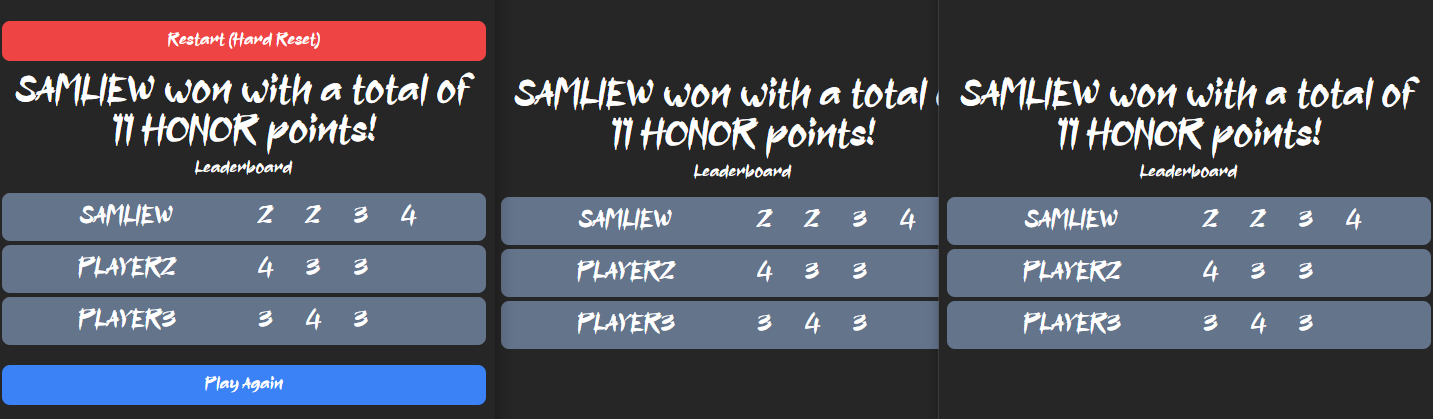 Restart (Hard Reset)
SAMLIEW won with a total of
11 HONOR points!
Leaderboard
SAMLIEW 2 2 3 4
PLAYER2 4 3 3
PLAYER3 3 4 3
Play Again
SAMLIEW won with a total
11 HONOR points!
Leaderboard
SAMLIEW 2 2 3 4
PLAYER2 4 3 3
PLAYER3 3 4 3
SAMLIEW won with a total of
11 HONOR points!
Leaderboard
SAMLIEW 2 2 3 4
PLAYER2 4 3 3
PLAYER3 3 4 3